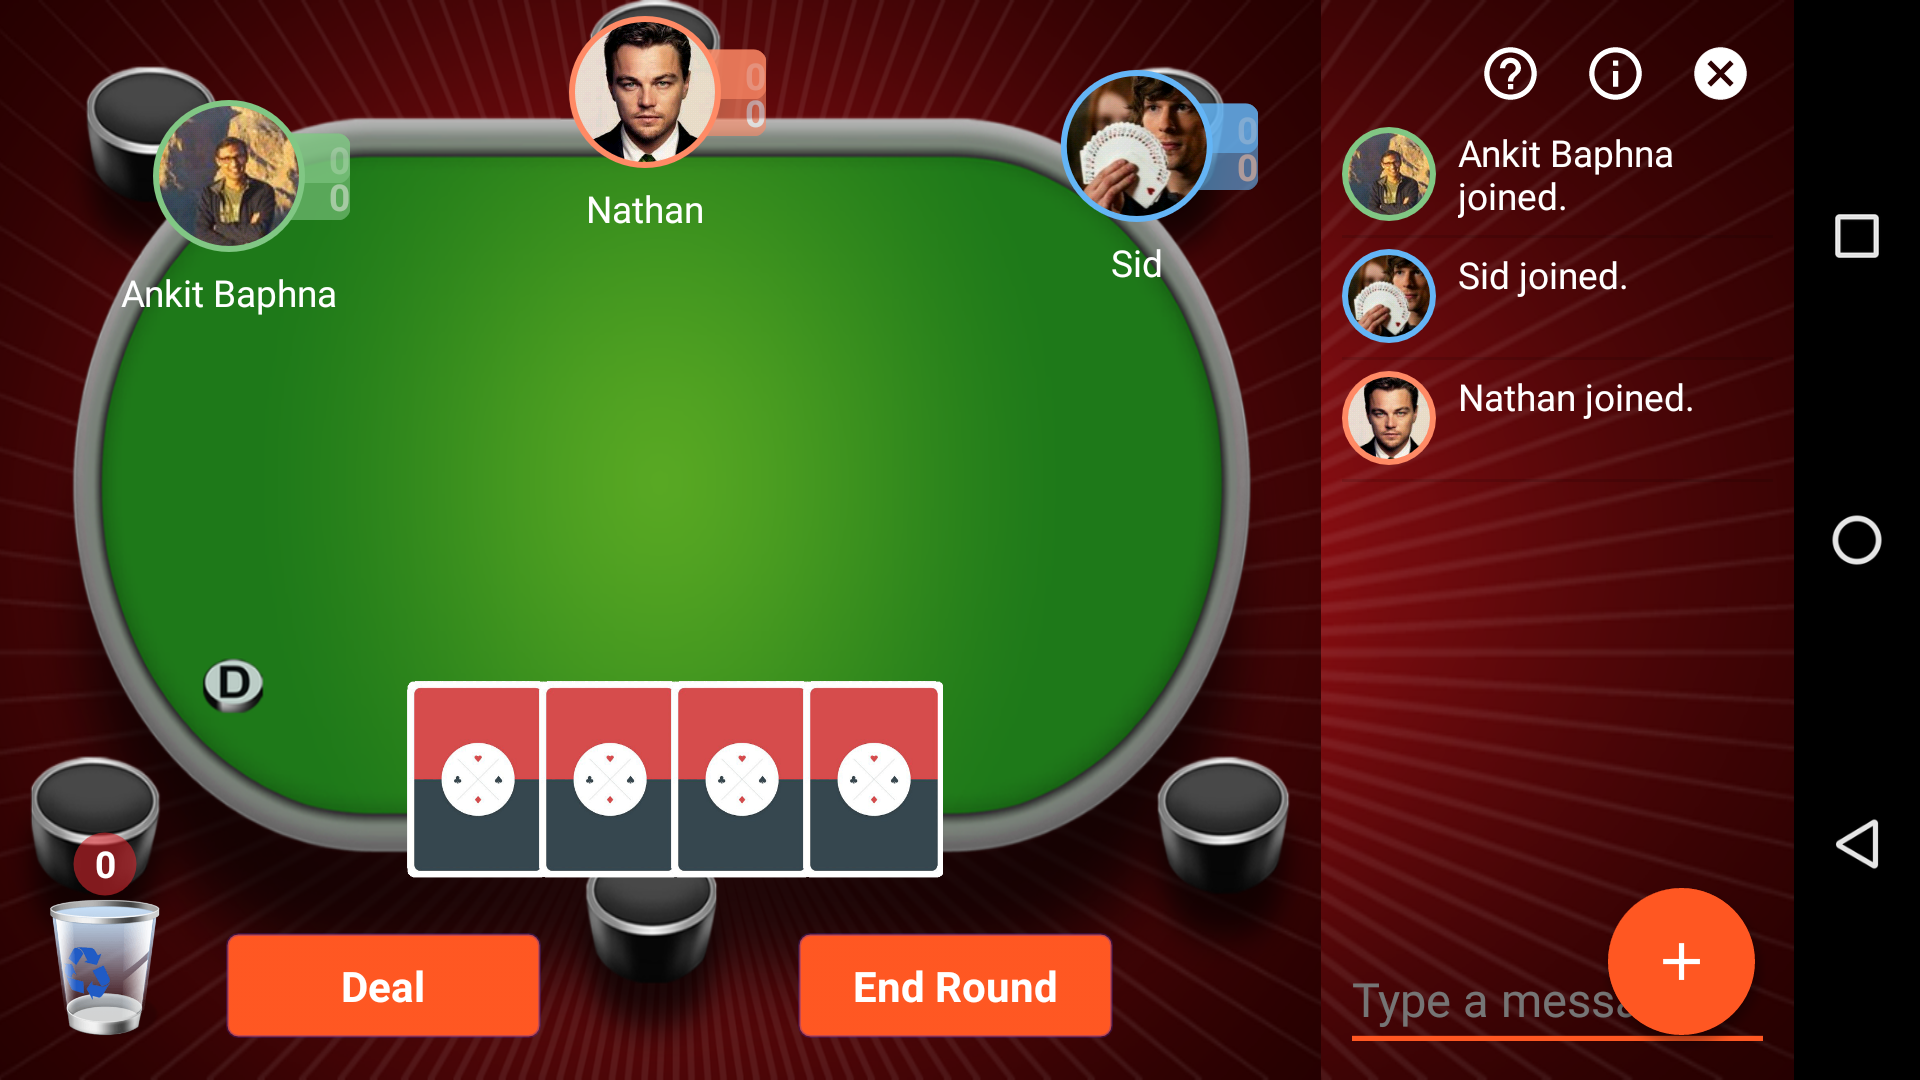 0
0
Nathan
0
0
Ankit Baphna
0
0
Sid
D
0
Deal
End Round
Ankit Baphna
joined.
Sid joined.
Nathan joined.
Type a messa
+